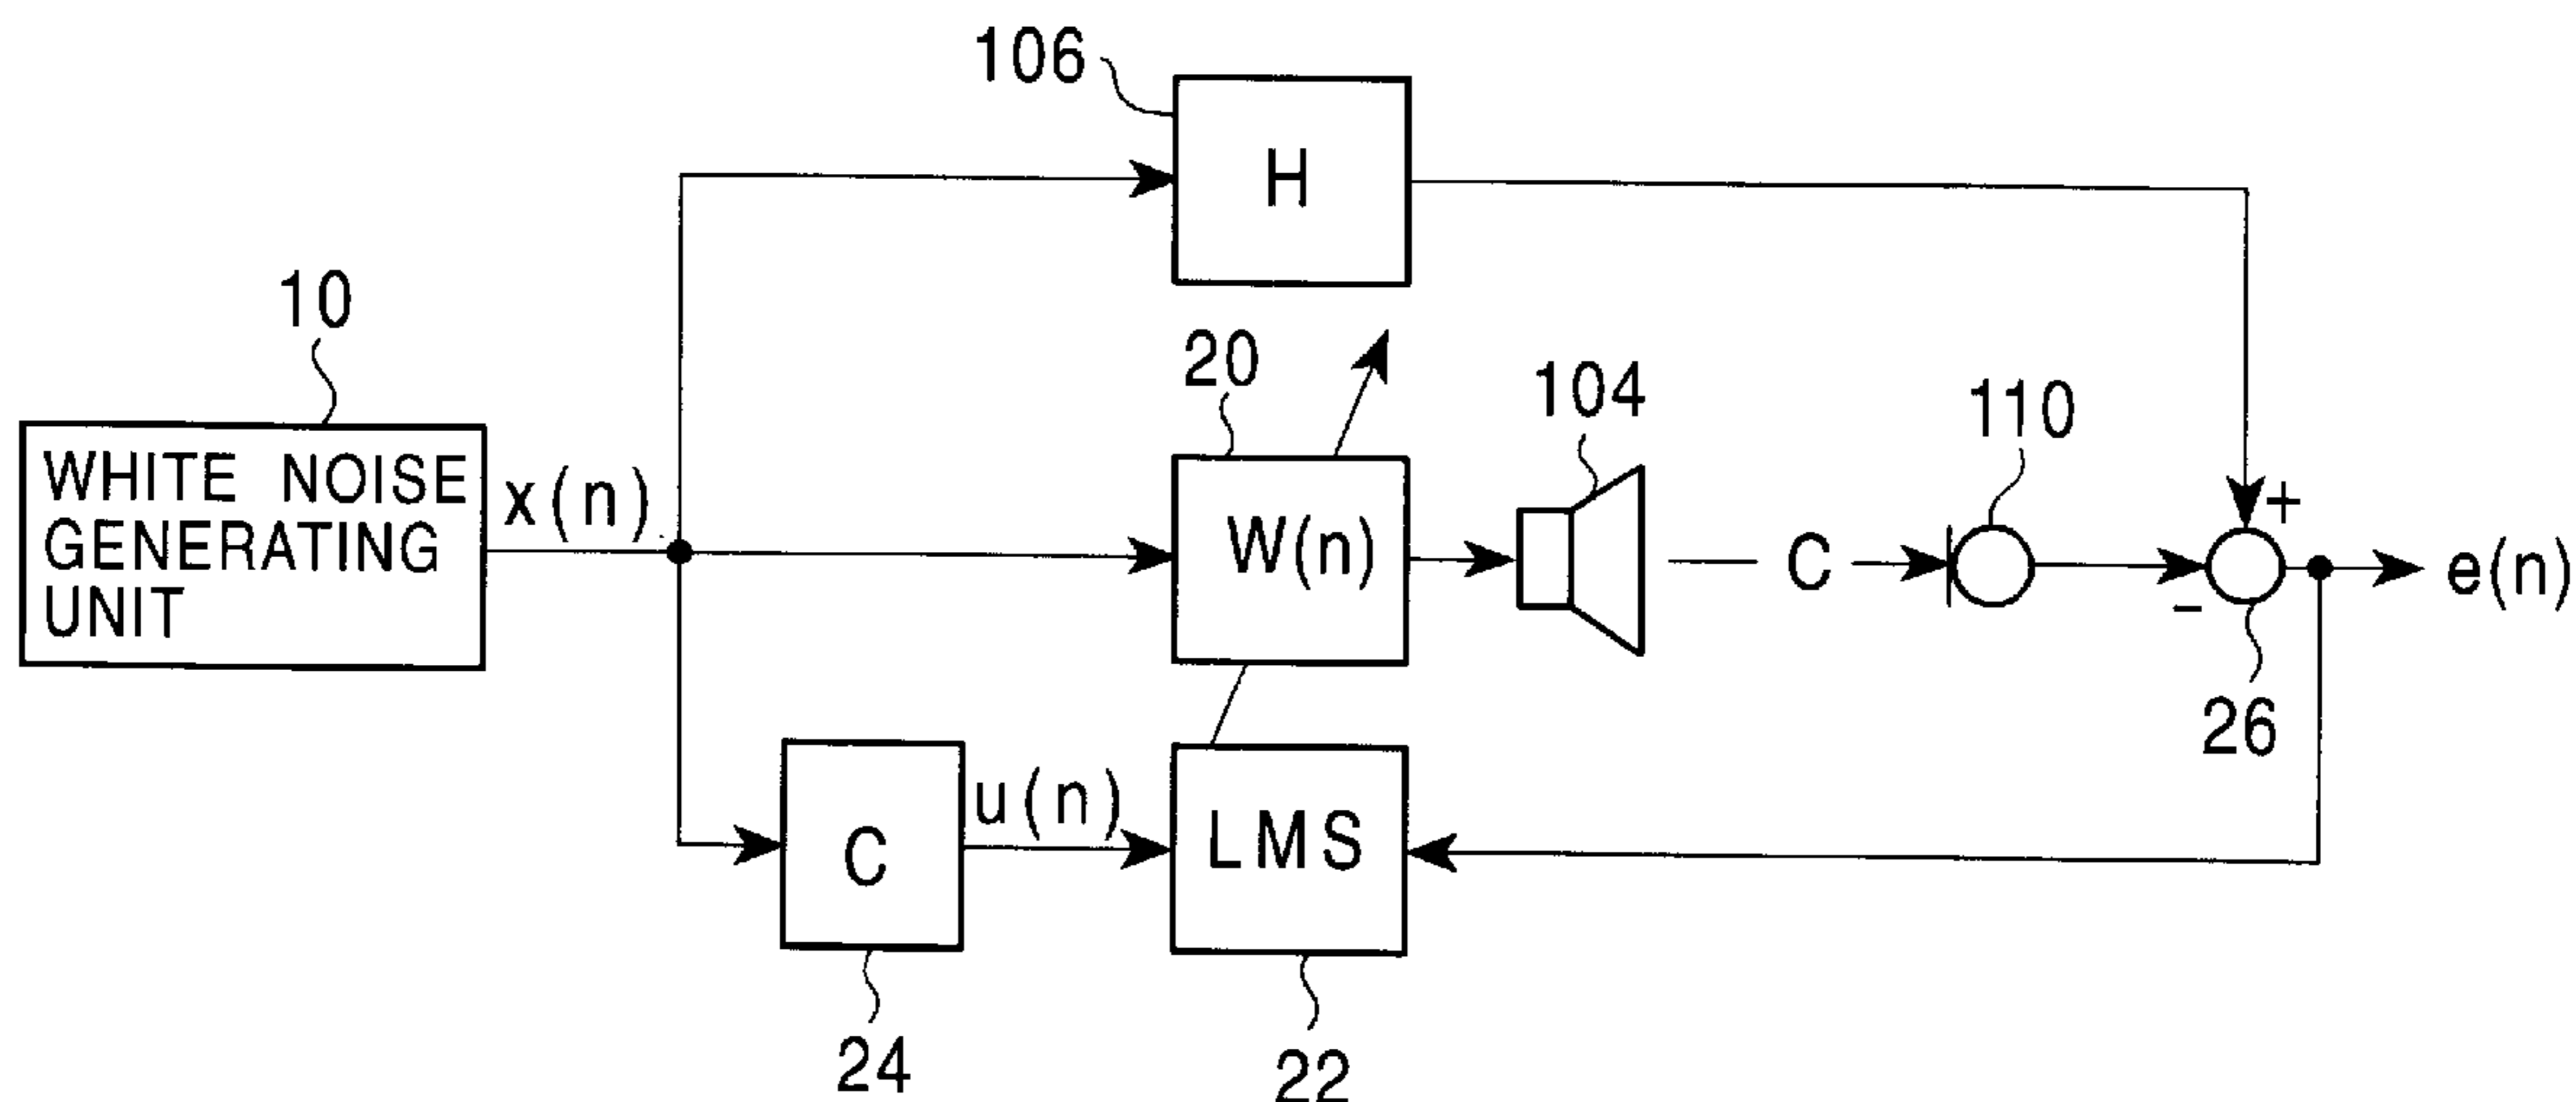 106
H
10
20
104
110
WHITE NOISE
GENERATING
UNIT
x(n)
W(n)
C
+
-
e(n)
26
C
u(n)
LMS
24
22